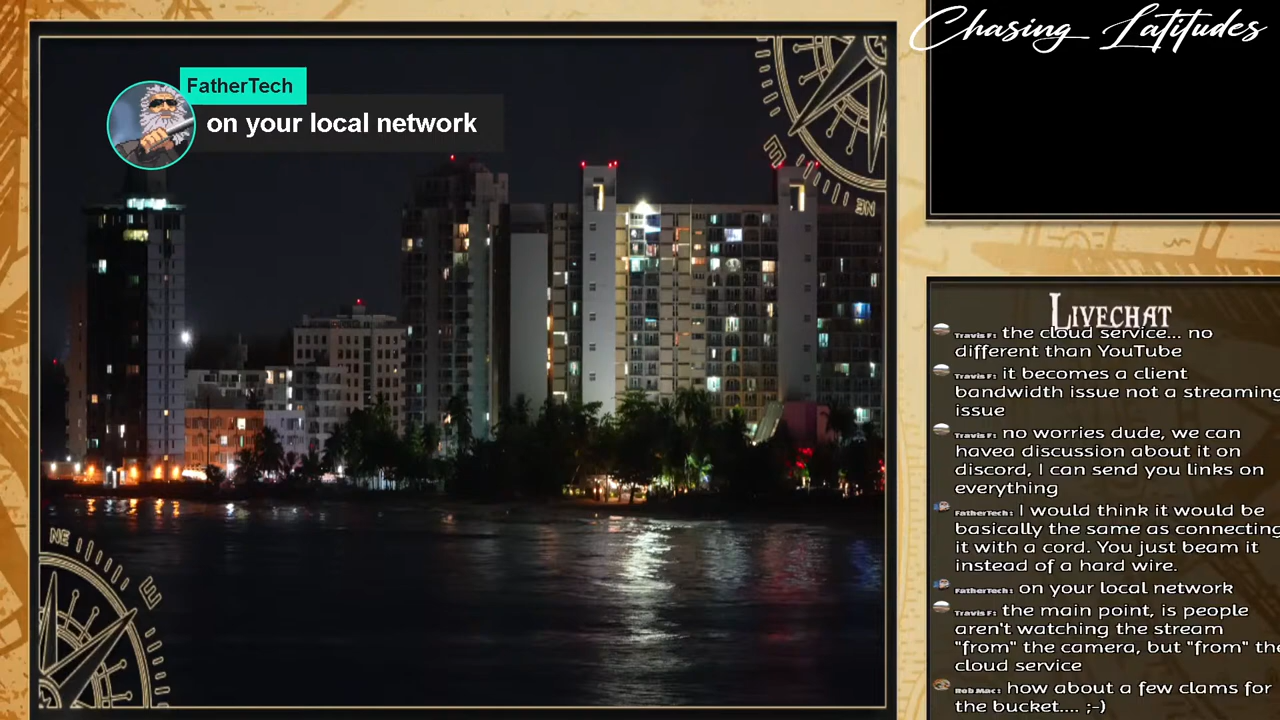 Chasing Latitudes
FatherTech
on your local network
E
NE
NE
E
LIVECHAT
Travis F: the cloud service... no
different than YouTube
Travis F: it becomes a client
bandwidth issue not a streaming
issue
Travis F: no worries dude, we can
havea discussion about it on
discord, I can send you links on
everything
FatherTech: I would think it would be
basically the same as connecting
it with a cord. You just beam it
instead of a hard wire.
FatherTech: on your local network
Travis F: the main point, is people
aren't watching the stream
"from" the camera, but "from" the
cloud service
Rob Mac: how about a few clams for
the bucket.... ;-)